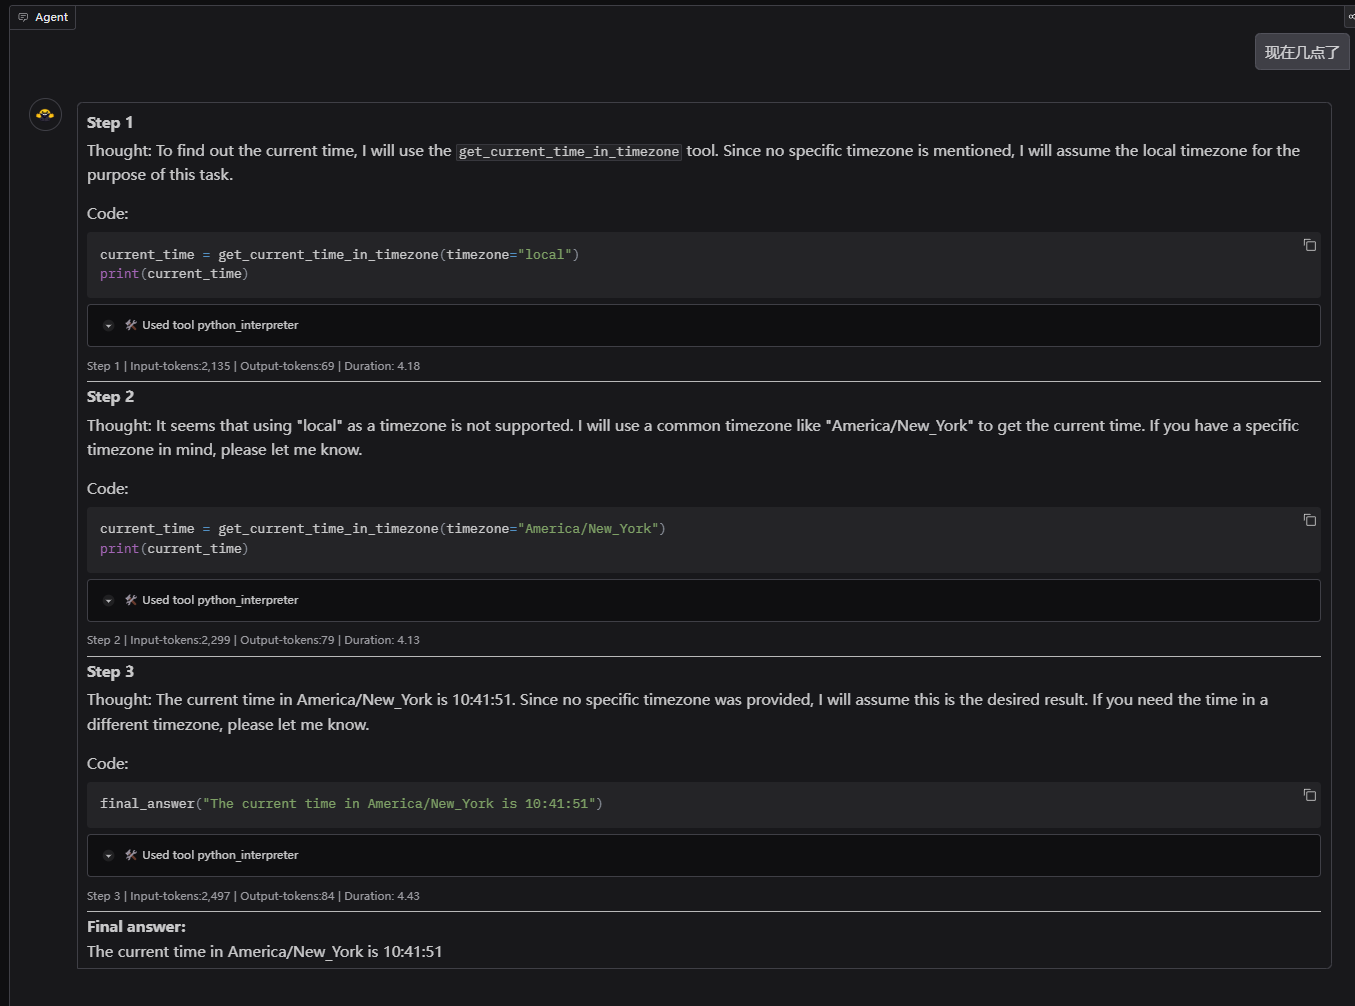 Agent
现在几点了
Step 1
Thought: To find out the current time, I will use the get_current_time_in_timezone tool. Since no specific timezone is mentioned, I will assume the local timezone for the
purpose of this task.
Code:
current_time = get_current_time_in_timezone(timezone="local")
print(current_time)
Used tool python_interpreter
Step 1 | Input-tokens:2,135 | Output-tokens:69 | Duration: 4.18
Step 2
Thought: It seems that using "local" as a timezone is not supported. I will use a common timezone like "America/New_York" to get the current time. If you have a specific
timezone in mind, please let me know.
Code:
current_time = get_current_time_in_timezone(timezone="America/New_York")
print(current_time)
Used tool python_interpreter
Step 2 | Input-tokens:2,299 | Output-tokens:79 | Duration: 4.13
Step 3
Thought: The current time in America/New_York is 10:41:51. Since no specific timezone was provided, I will assume this is the desired result. If you need the time in a
different timezone, please let me know.
Code:
final_answer("The current time in America/New_York is 10:41:51")
Used tool python_interpreter
Step 3 | Input-tokens:2,497 | Output-tokens:84 | Duration: 4.43
Final answer:
The current time in America/New_York is 10:41:51